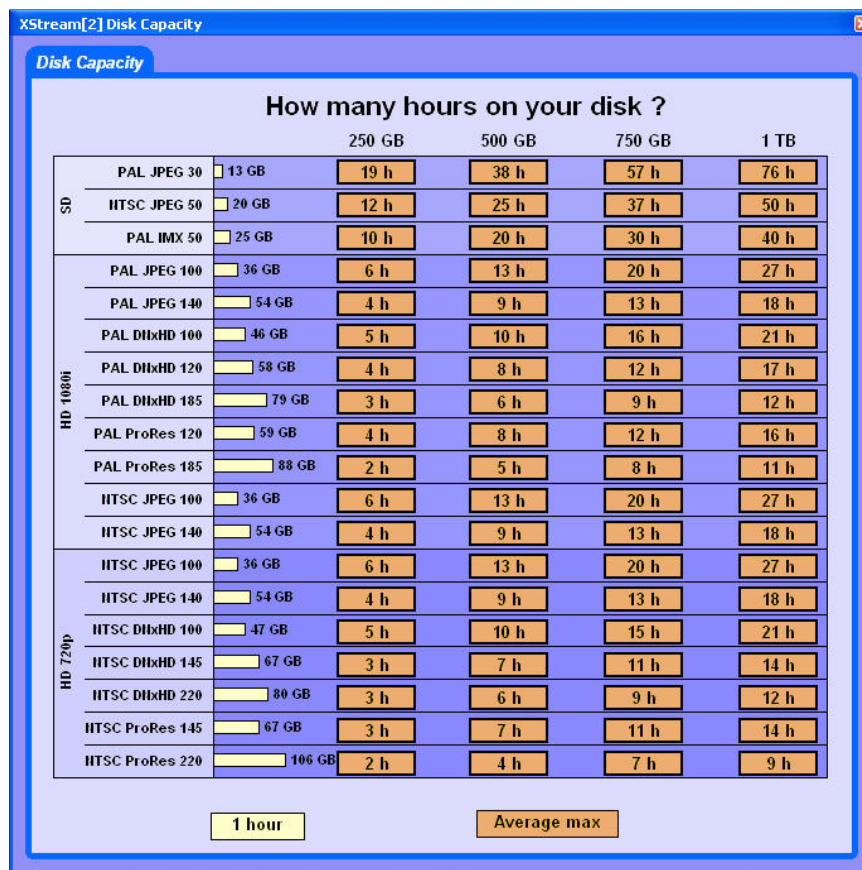 XStream[2] Disk Capacity
Disk Capacity
How many hours on your disk ?
250 GB 500 GB 750 GB 1 TB
SD
PAL JPEG 30 13 GB 19 h 38 h 57 h 76 h
NTSC JPEG 50 20 GB 12 h 25 h 37 h 50 h
PAL IMX 50 25 GB 10 h 20 h 30 h 40 h
HD 1080i
PAL JPEG 100 36 GB 6 h 13 h 20 h 27 h
PAL JPEG 140 54 GB 4 h 9 h 13 h 18 h
PAL DNxHD 100 46 GB 5 h 10 h 16 h 21 h
PAL DNxHD 120 58 GB 4 h 8 h 12 h 17 h
PAL DNxHD 185 79 GB 3 h 6 h 9 h 12 h
PAL ProRes 120 59 GB 4 h 8 h 12 h 16 h
PAL ProRes 185 88 GB 2 h 5 h 8 h 11 h
NTSC JPEG 100 36 GB 6 h 13 h 20 h 27 h
NTSC JPEG 140 54 GB 4 h 9 h 13 h 18 h
HD 720p
NTSC JPEG 100 36 GB 6 h 13 h 20 h 27 h
NTSC JPEG 140 54 GB 4 h 9 h 13 h 18 h
NTSC DNxHD 100 47 GB 5 h 10 h 15 h 21 h
NTSC DNxHD 145 67 GB 3 h 7 h 11 h 14 h
NTSC DNxHD 220 80 GB 3 h 6 h 9 h 12 h
NTSC ProRes 145 67 GB 3 h 7 h 11 h 14 h
NTSC ProRes 220 106 GB 2 h 4 h 7 h 9 h
1 hour Average max